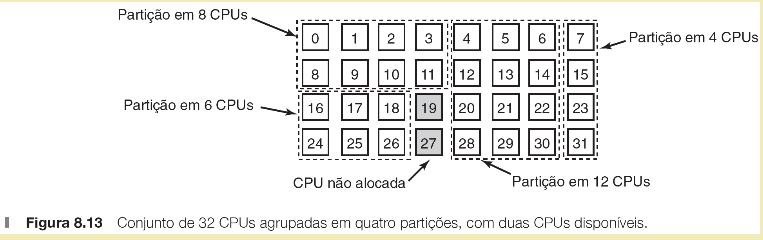 Partição em 8 CPUs
0 1 2 3 4 5 6 7
Partição em 4 CPUs
8 9 10 11 12 13 14 15
Partição em 6 CPUs
16 17 18 19 20 21 22 23
24 25 26 27 28 29 30 31
CPU não alocada
Partição em 12 CPUs
Figura 8.13 Conjunto de 32 CPUs agrupadas em quatro partições, com duas CPUs disponíveis.